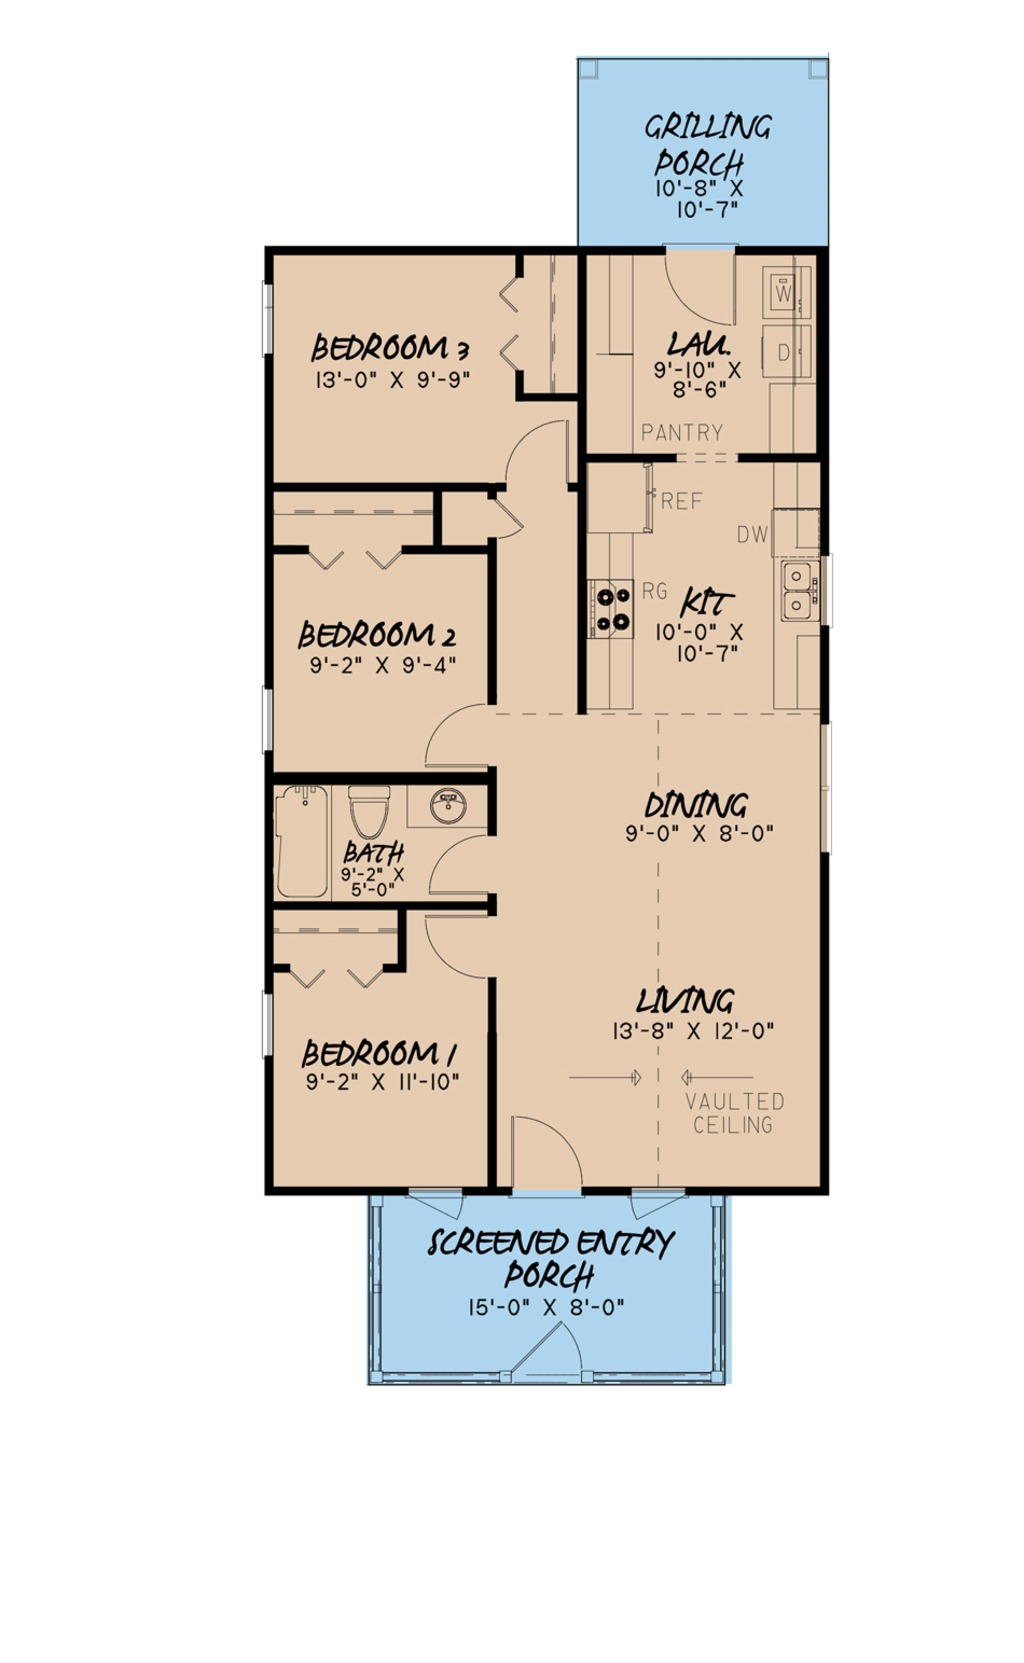 GRILLING
PORCH
10'-8" X
10'-7"
W
D
LAU.
9'-10" X
8'-6"
PANTRY
BEDROOM 3
13'-0" X 9'-9"
REF
DW
RG
KIT
10'-0" X
10'-7"
BEDROOM 2
9'-2" X 9'-4"
DINING
9'-0" X 8'-0"
BATH
9'-2" X
5'-0"
LIVING
13'-8" X 12'-0"
BEDROOM 1
9'-2" X 11'-10"
VAULTED
CEILING
SCREENED ENTRY
PORCH
15'-0" X 8'-0"